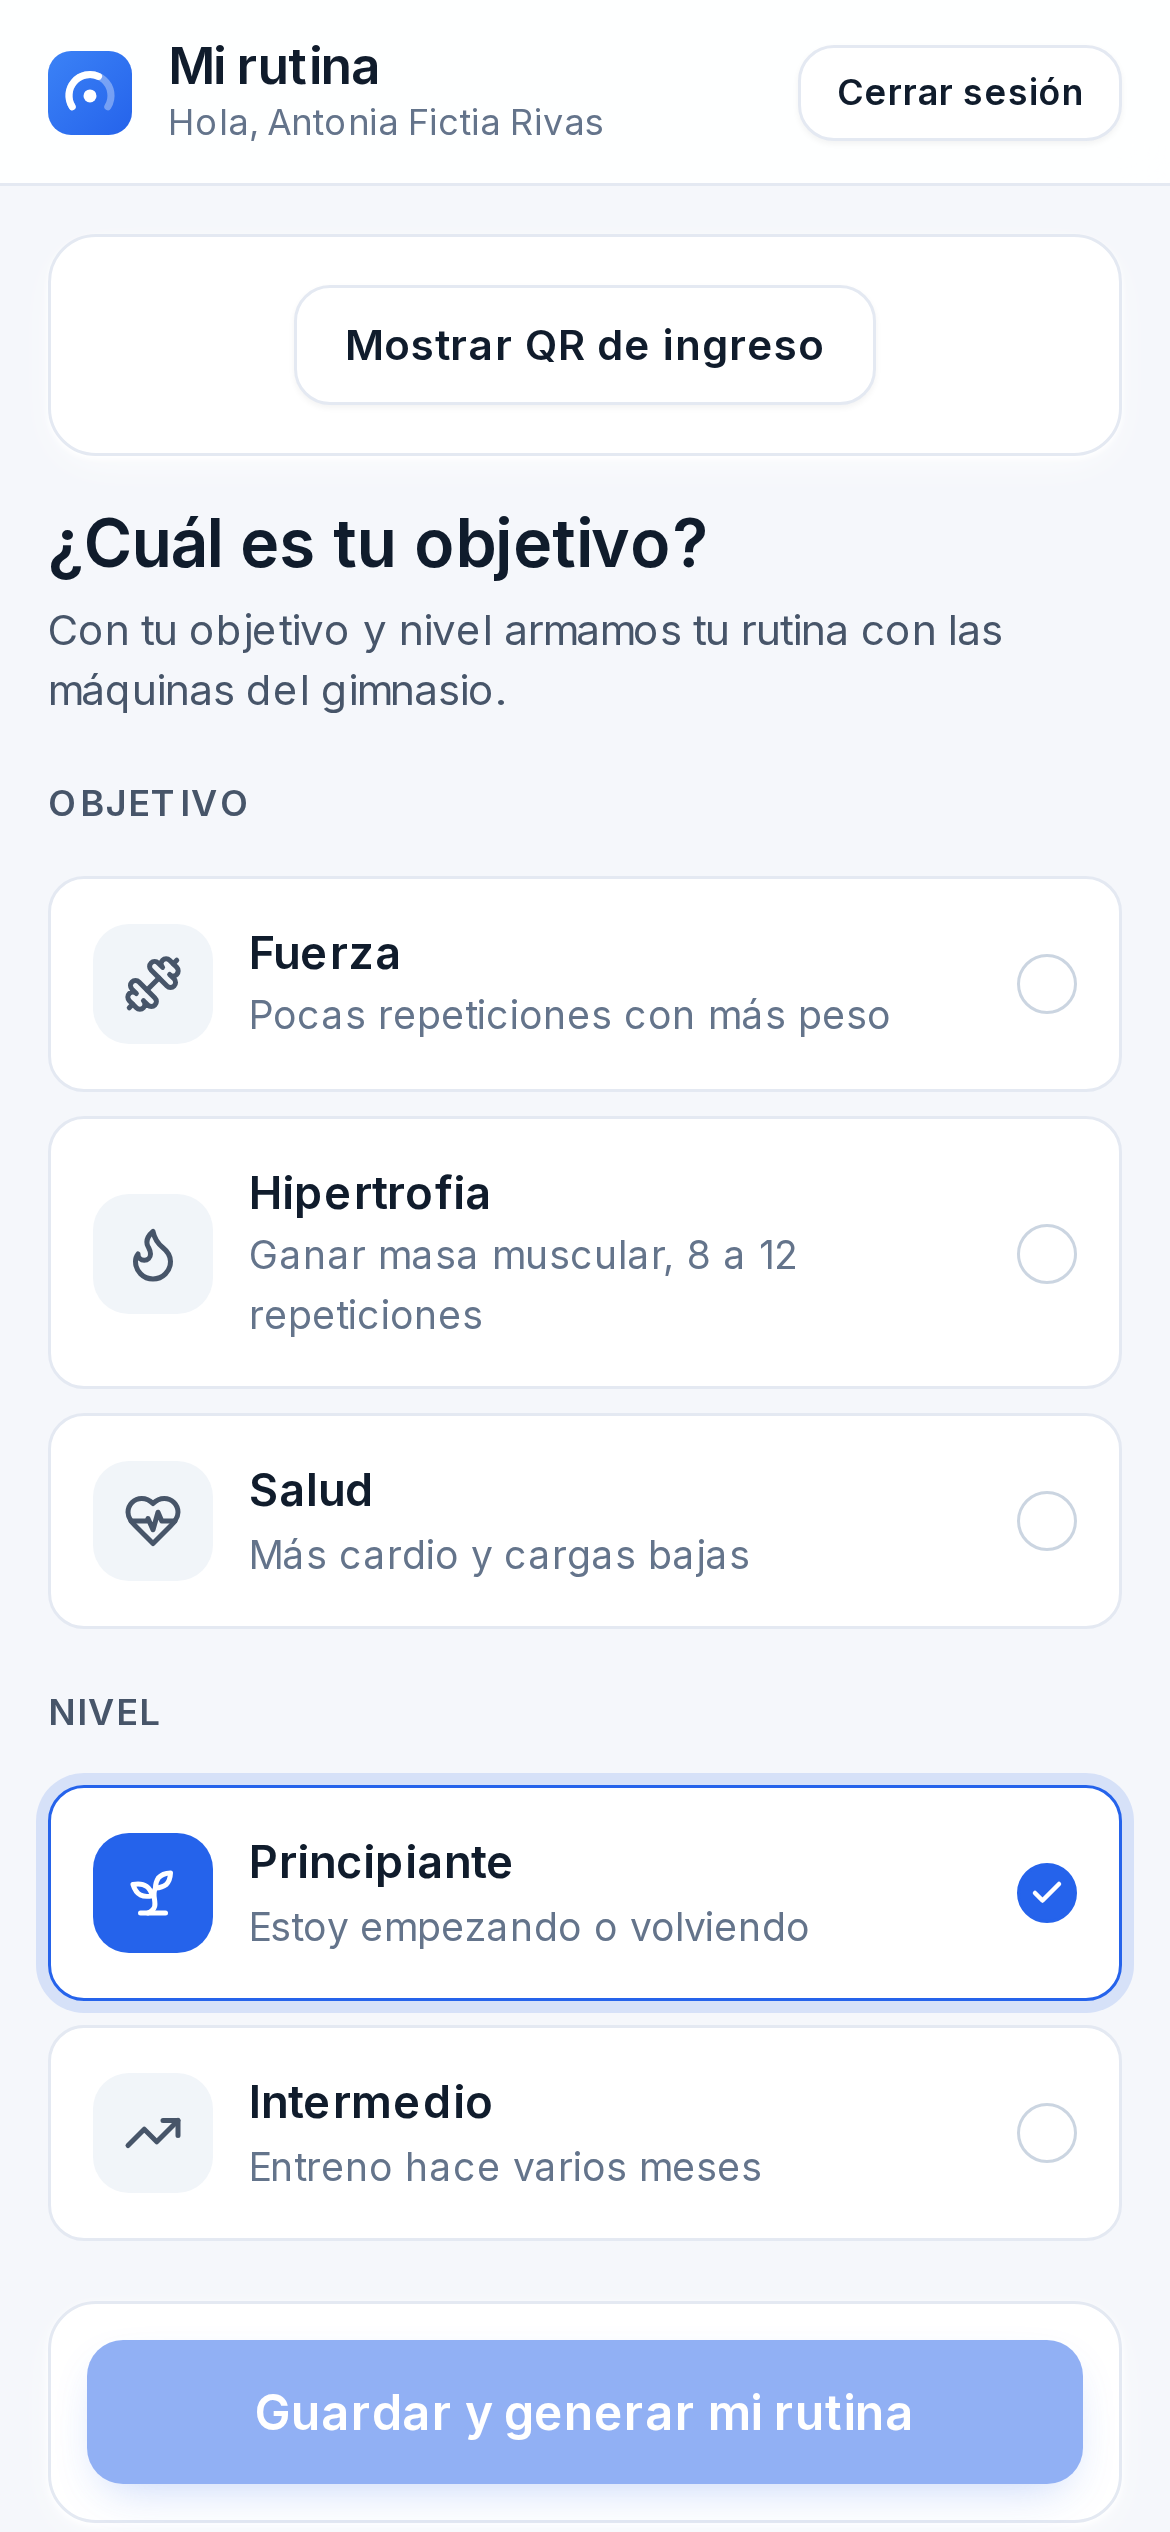 Mi rutina
Hola, Antonia Fictia Rivas
Cerrar sesión
Mostrar QR de ingreso
¿Cuál es tu objetivo?
Con tu objetivo y nivel armamos tu rutina con las
máquinas del gimnasio.
OBJETIVO
Fuerza
Pocas repeticiones con más peso
Hipertrofia
Ganar masa muscular, 8 a 12
repeticiones
Salud
Más cardio y cargas bajas
NIVEL
Principiante
Estoy empezando o volviendo
Intermedio
Entreno hace varios meses
Guardar y generar mi rutina